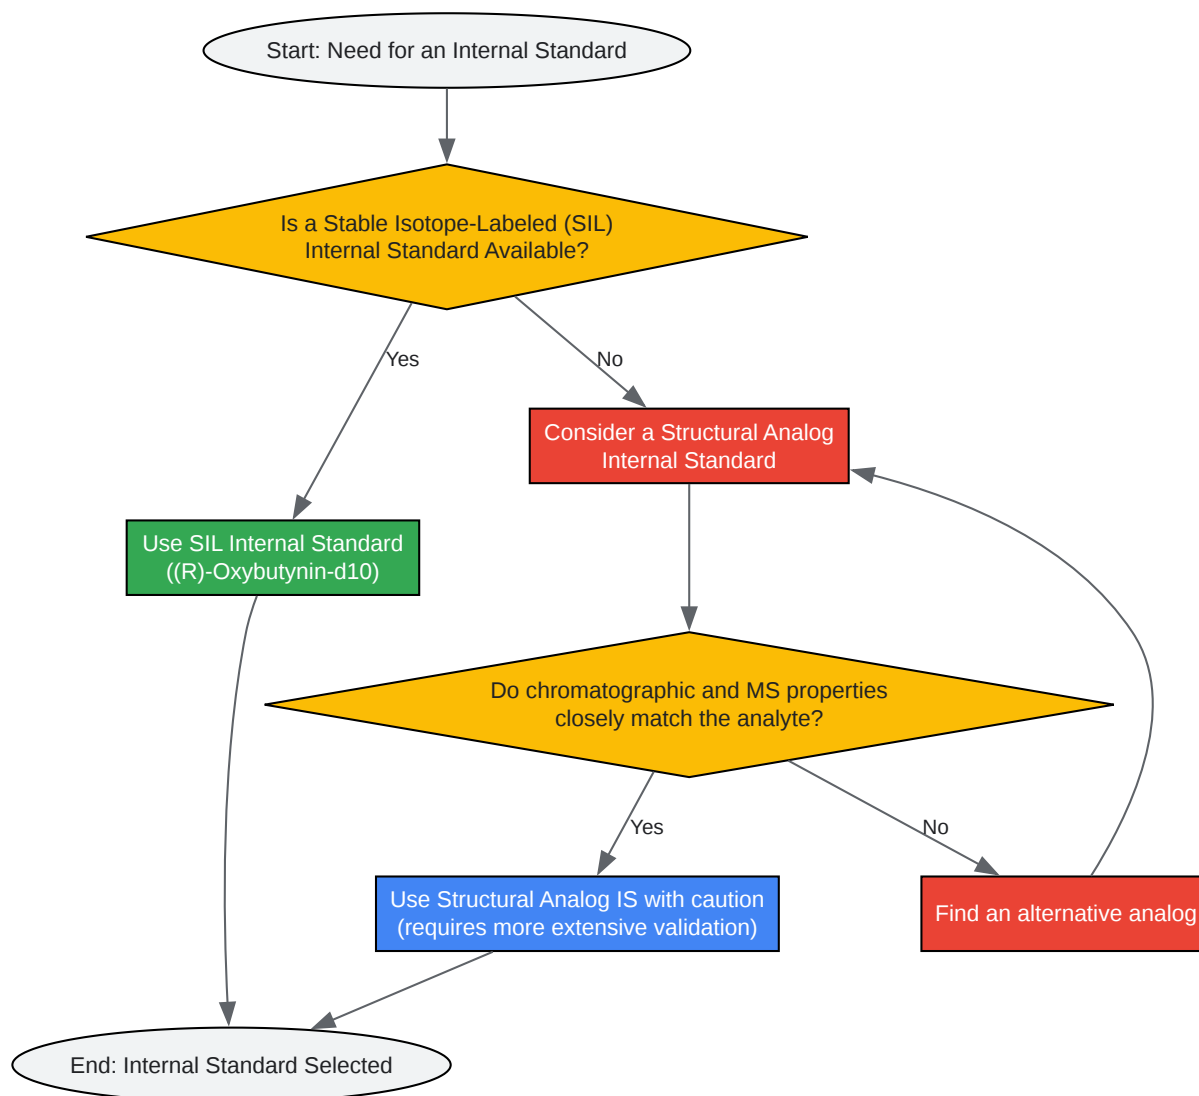 Start: Need for an Internal Standard
Is a Stable Isotope-Labeled (SIL)
Internal Standard Available?
Yes
No
Consider a Structural Analog
Internal Standard
Use SIL Internal Standard
((R)-Oxybutynin-d10)
Do chromatographic and MS properties
closely match the analyte?
Yes
No
Use Structural Analog IS with caution
(requires more extensive validation)
Find an alternative analog
End: Internal Standard Selected